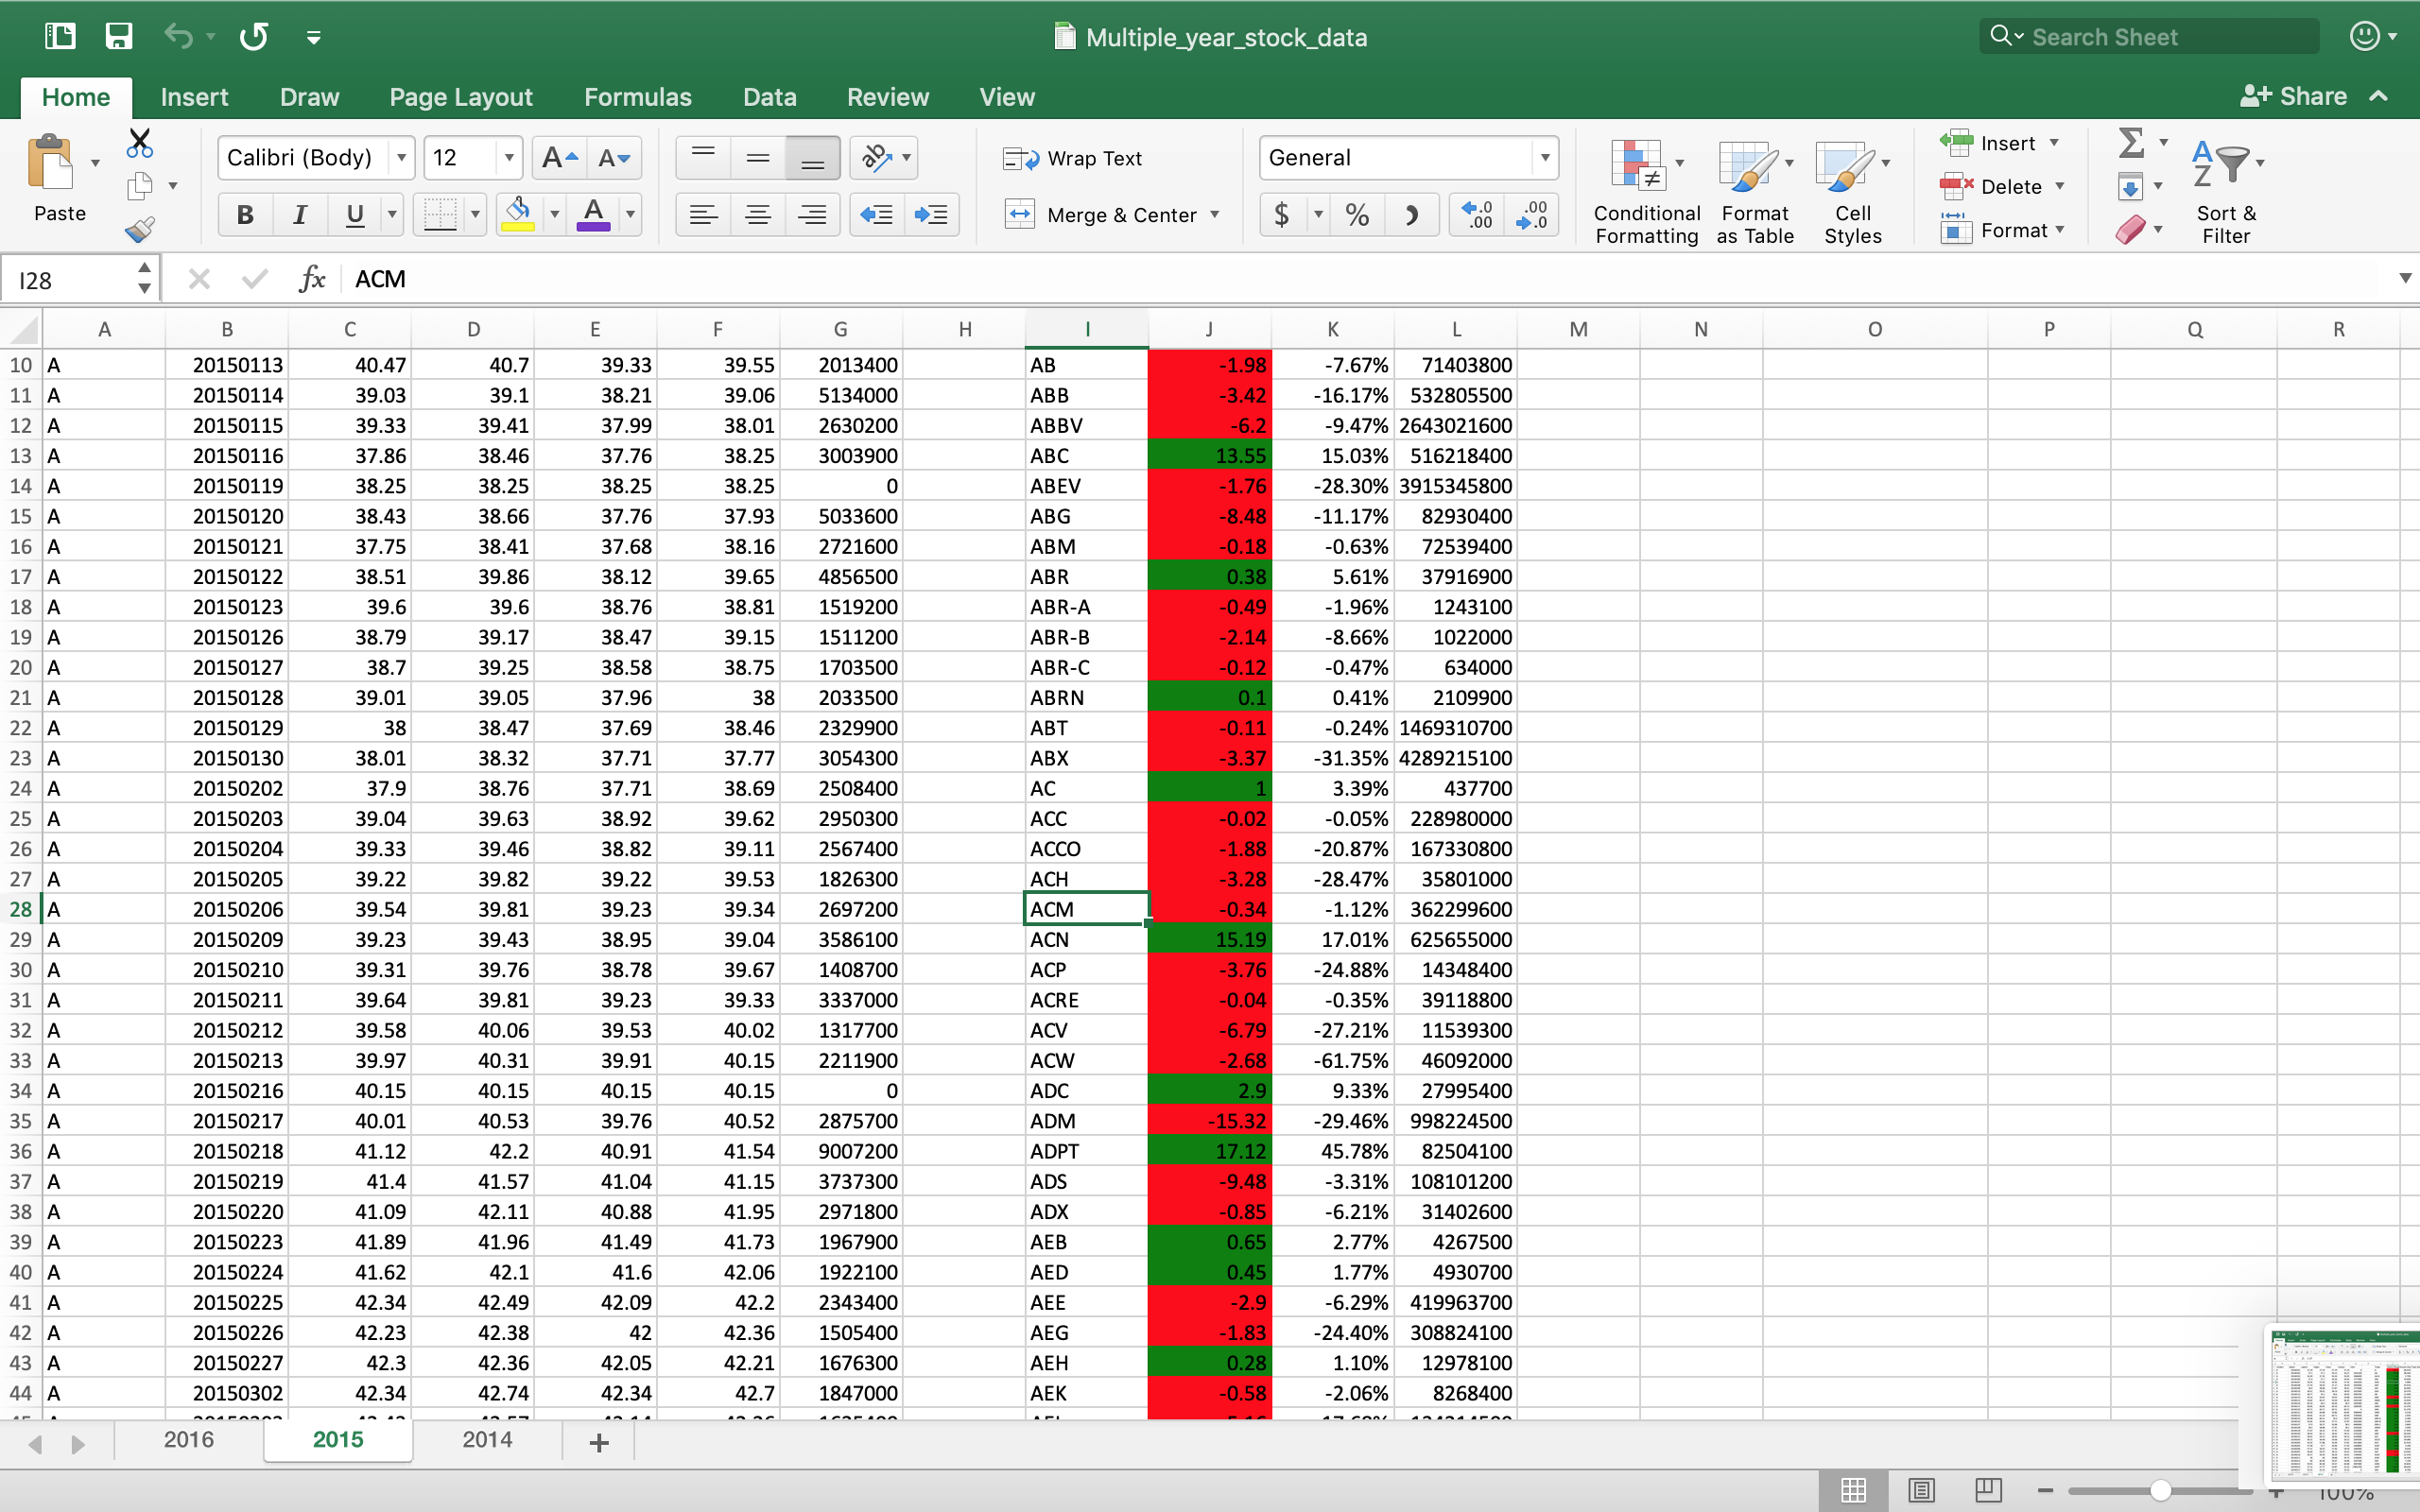 Multiple_year_stock_data
Search Sheet
Home Insert Draw Page Layout Formulas Data Review View
Share
Paste
Calibri (Body) 12 A A
Wrap Text
General
B I U A
Merge & Center
$ % .0 .00 .00 .0
Conditional Formatting
Format as Table
Cell Styles
Insert
Delete
Format
Sort & Filter
I28 fx ACM
A B C D E F G H I J K L M N O P Q R
10 A 20150113 40.47 40.7 39.33 39.55 2013400 AB -1.98 -7.67% 71403800
11 A 20150114 39.03 39.1 38.21 39.06 5134000 ABB -3.42 -16.17% 532805500
12 A 20150115 39.33 39.41 37.99 38.01 2630200 ABBV -6.2 -9.47% 2643021600
13 A 20150116 37.86 38.46 37.76 38.25 3003900 ABC 13.55 15.03% 516218400
14 A 20150119 38.25 38.25 38.25 38.25 0 ABEV -1.76 -28.30% 3915345800
15 A 20150120 38.43 38.66 37.76 37.93 5033600 ABG -8.48 -11.17% 82930400
16 A 20150121 37.75 38.41 37.68 38.16 2721600 ABM -0.18 -0.63% 72539400
17 A 20150122 38.51 39.86 38.12 39.65 4856500 ABR 0.38 5.61% 37916900
18 A 20150123 39.6 39.6 38.76 38.81 1519200 ABR-A -0.49 -1.96% 1243100
19 A 20150126 38.79 39.17 38.47 39.15 1511200 ABR-B -2.14 -8.66% 1022000
20 A 20150127 38.7 39.25 38.58 38.75 1703500 ABR-C -0.12 -0.47% 634000
21 A 20150128 39.01 39.05 37.96 38 2033500 ABRN 0.1 0.41% 2109900
22 A 20150129 38 38.47 37.69 38.46 2329900 ABT -0.11 -0.24% 1469310700
23 A 20150130 38.01 38.32 37.71 37.77 3054300 ABX -3.37 -31.35% 4289215100
24 A 20150202 37.9 38.76 37.71 38.69 2508400 AC 1 3.39% 437700
25 A 20150203 39.04 39.63 38.92 39.62 2950300 ACC -0.02 -0.05% 228980000
26 A 20150204 39.33 39.46 38.82 39.11 2567400 ACCO -1.88 -20.87% 167330800
27 A 20150205 39.22 39.82 39.22 39.53 1826300 ACH -3.28 -28.47% 35801000
28 A 20150206 39.54 39.81 39.23 39.34 2697200 ACM -0.34 -1.12% 362299600
29 A 20150209 39.23 39.43 38.95 39.04 3586100 ACN 15.19 17.01% 625655000
30 A 20150210 39.31 39.76 38.78 39.67 1408700 ACP -3.76 -24.88% 14348400
31 A 20150211 39.64 39.81 39.23 39.33 3337000 ACRE -0.04 -0.35% 39118800
32 A 20150212 39.58 40.06 39.53 40.02 1317700 ACV -6.79 -27.21% 11539300
33 A 20150213 39.97 40.31 39.91 40.15 2211900 ACW -2.68 -61.75% 46092000
34 A 20150216 40.15 40.15 40.15 40.15 0 ADC 2.9 9.33% 27995400
35 A 20150217 40.01 40.53 39.76 40.52 2875700 ADM -15.32 -29.46% 998224500
36 A 20150218 41.12 42.2 40.91 41.54 9007200 ADPT 17.12 45.78% 82504100
37 A 20150219 41.4 41.57 41.04 41.15 3737300 ADS -9.48 -3.31% 108101200
38 A 20150220 41.09 42.11 40.88 41.95 2971800 ADX -0.85 -6.21% 31402600
39 A 20150223 41.89 41.96 41.49 41.73 1967900 AEB 0.65 2.77% 4267500
40 A 20150224 41.62 42.1 41.6 42.06 1922100 AED 0.45 1.77% 4930700
41 A 20150225 42.34 42.49 42.09 42.2 2343400 AEE -2.9 -6.29% 419963700
42 A 20150226 42.23 42.38 42 42.36 1505400 AEG -1.83 -24.40% 308824100
43 A 20150227 42.3 42.36 42.05 42.21 1676300 AEH 0.28 1.10% 12978100
44 A 20150302 42.34 42.74 42.34 42.7 1847000 AEK -0.58 -2.06% 8268400
2016 2015 2014
100%